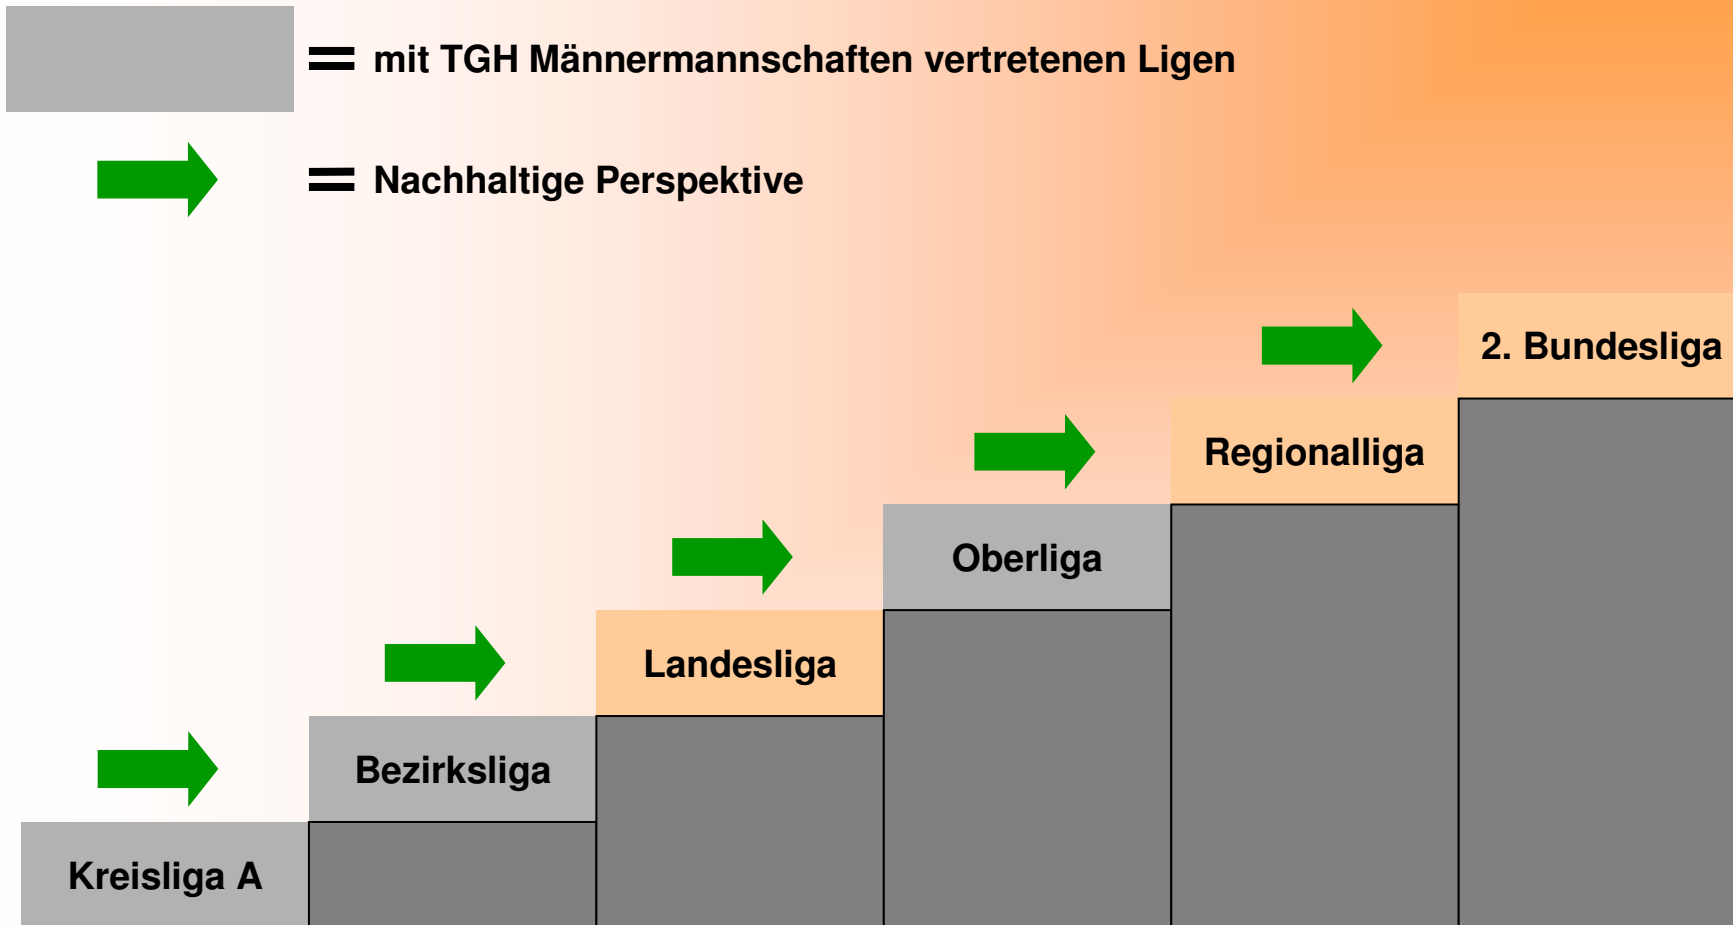 = mit TGH Männermannschaften vertretenen Ligen
= Nachhaltige Perspektive
2. Bundesliga
Regionalliga
Oberliga
Landesliga
Bezirksliga
Kreisliga A